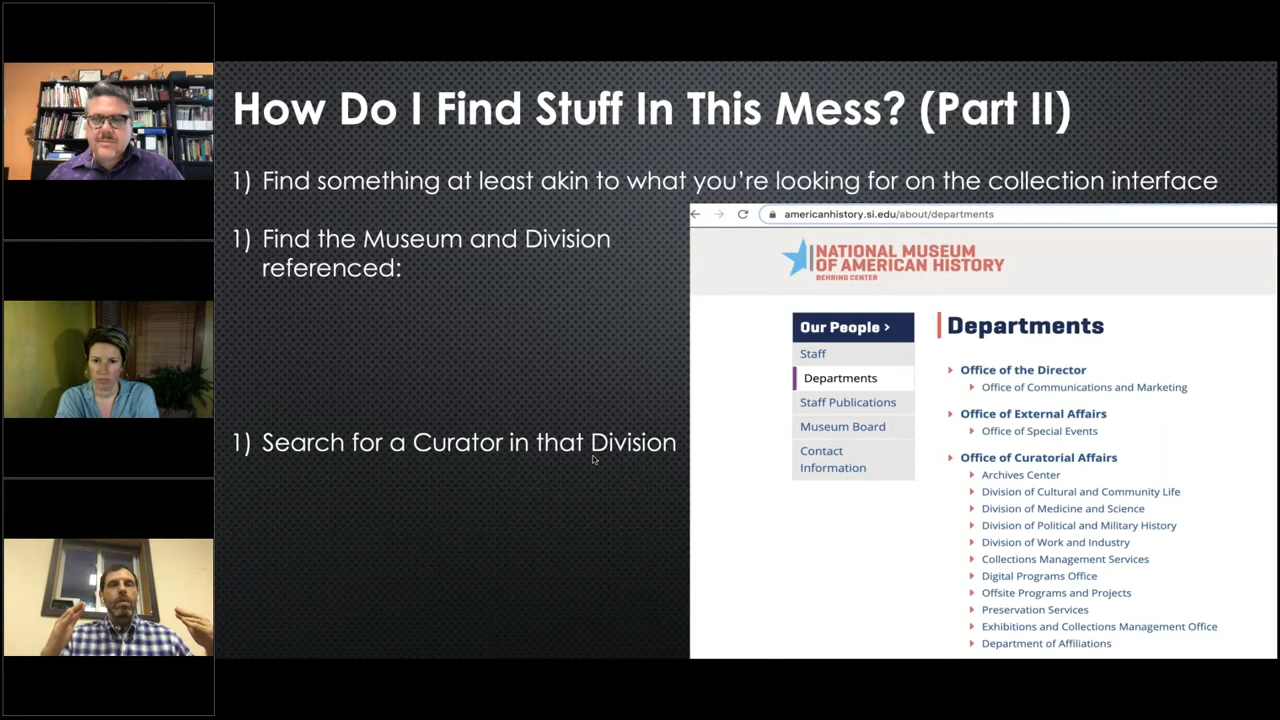 How Do I Find Stuff In This Mess? (Part II)
1) Find something at least akin to what you’re looking for on the collection interface
1) Find the Museum and Division
referenced:
1) Search for a Curator in that Division
americanhistory.si.edu/about/departments
NATIONAL MUSEUM
OF AMERICAN HISTORY
BEHRING CENTER
Our People >
Staff
Departments
Staff Publications
Museum Board
Contact
Information
Departments
Office of the Director
Office of Communications and Marketing
Office of External Affairs
Office of Special Events
Office of Curatorial Affairs
Archives Center
Division of Cultural and Community Life
Division of Medicine and Science
Division of Political and Military History
Division of Work and Industry
Collections Management Services
Digital Programs Office
Offsite Programs and Projects
Preservation Services
Exhibitions and Collections Management Office
Department of Affiliations